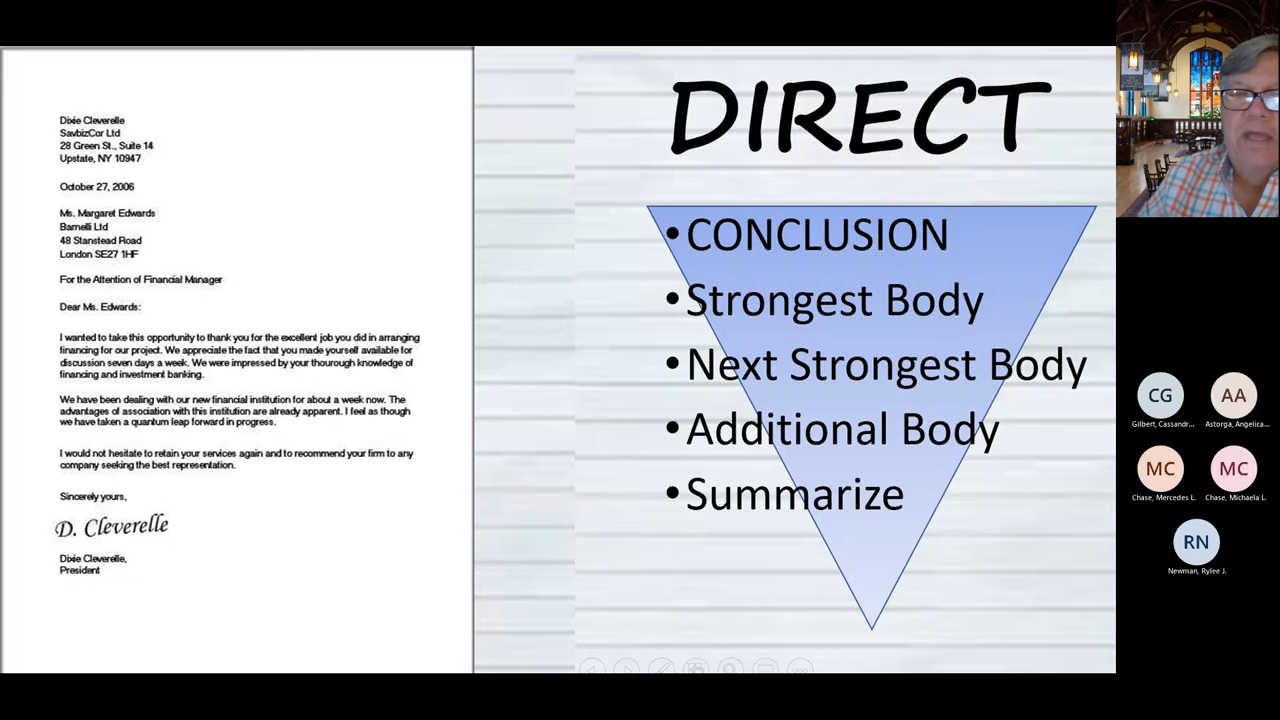 Dixie Cleverelle
SavbizCor Ltd
28 Green St., Suite 14
Upstate, NY 10947
October 27, 2006
Ms. Margaret Edwards
Barnelli Ltd
48 Stanstead Road
London SE27 1HF
For the Attention of Financial Manager
Dear Ms. Edwards:
I wanted to take this opportunity to thank you for the excellent job you did in arranging
financing for our project. We appreciate the fact that you made yourself available for
discussion seven days a week. We were impressed by your thourough knowledge of
financing and investment banking.
We have been dealing with our new financial institution for about a week now. The
advantages of association with this institution are already apparent. I feel as though
we have taken a quantum leap forward in progress.
I would not hesitate to retain your services again and to recommend your firm to any
company seeking the best representation.
Sincerely yours,
D. Cleverelle
Dixie Cleverelle,
President
DIRECT
•CONCLUSION
•Strongest Body
•Next Strongest Body
•Additional Body
•Summarize
CG
AA
Gilbert, Cassandr...
Astorga, Angelica...
MC
MC
Chase, Mercedes L.
Chase, Michaela L.
RN
Newman, Rylee J.